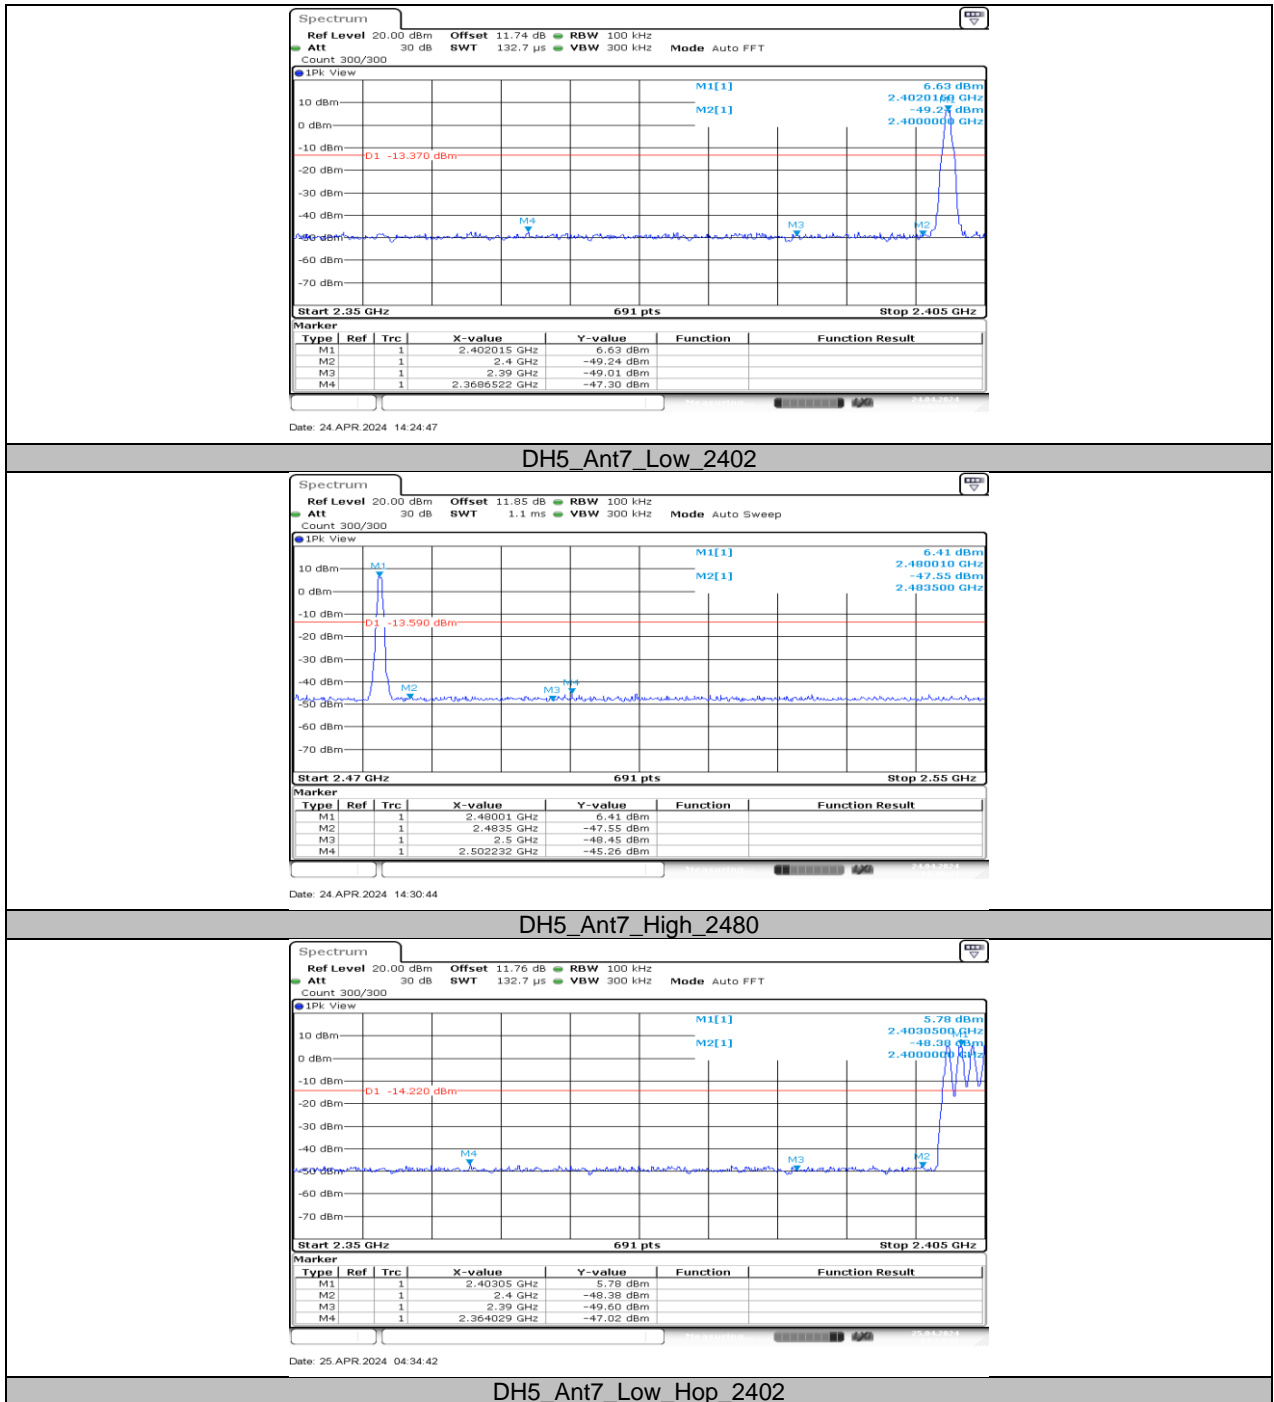 Spectrum
Ref Level 20.00 dBm Offset 11.74 dB RBW 100 kHz
Att 30 dB SWT 132.7 µs VBW 300 kHz Mode Auto FFT
Count 300/300
1Pk View
M1[1] 6.63 dBm
2.4020150 GHz
10 dBm
M2[1] -49.24 dBm
2.4000000 GHz
0 dBm
-10 dBm
D1 -13.370 dBm
-20 dBm
-30 dBm
-40 dBm
M4 M3 M2
-50 dBm
-60 dBm
-70 dBm
Start 2.35 GHz 691 pts Stop 2.405 GHz
Marker
Type Ref Trc X-value Y-value Function Function Result
M1 1 2.402015 GHz 6.63 dBm
M2 1 2.4 GHz -49.24 dBm
M3 1 2.39 GHz -49.01 dBm
M4 1 2.3686522 GHz -47.30 dBm
Date: 24.APR.2024 14:24:47
DH5_Ant7_Low_2402
Spectrum
Ref Level 20.00 dBm Offset 11.85 dB RBW 100 kHz
Att 30 dB SWT 1.1 ms VBW 300 kHz Mode Auto Sweep
Count 300/300
1Pk View
M1[1] 6.41 dBm
2.480010 GHz
10 dBm M1
M2[1] -47.55 dBm
2.483500 GHz
0 dBm
-10 dBm
D1 -13.590 dBm
-20 dBm
-30 dBm
-40 dBm
M2 M3 M4
-50 dBm
-60 dBm
-70 dBm
Start 2.47 GHz 691 pts Stop 2.55 GHz
Marker
Type Ref Trc X-value Y-value Function Function Result
M1 1 2.48001 GHz 6.41 dBm
M2 1 2.4835 GHz -47.55 dBm
M3 1 2.5 GHz -48.45 dBm
M4 1 2.502232 GHz -45.26 dBm
Date: 24.APR.2024 14:30:44
DH5_Ant7_High_2480
Spectrum
Ref Level 20.00 dBm Offset 11.76 dB RBW 100 kHz
Att 30 dB SWT 132.7 µs VBW 300 kHz Mode Auto FFT
Count 300/300
1Pk View
M1[1] 5.78 dBm
2.4030500 GHz
10 dBm M1
M2[1] -48.38 dBm
2.4000000 GHz
0 dBm
-10 dBm
D1 -14.220 dBm
-20 dBm
-30 dBm
-40 dBm
M4 M3 M2
-50 dBm
-60 dBm
-70 dBm
Start 2.35 GHz 691 pts Stop 2.405 GHz
Marker
Type Ref Trc X-value Y-value Function Function Result
M1 1 2.40305 GHz 5.78 dBm
M2 1 2.4 GHz -48.38 dBm
M3 1 2.39 GHz -49.60 dBm
M4 1 2.364029 GHz -47.02 dBm
Date: 25.APR.2024 04:34:42
DH5_Ant7_Low_Hop_2402